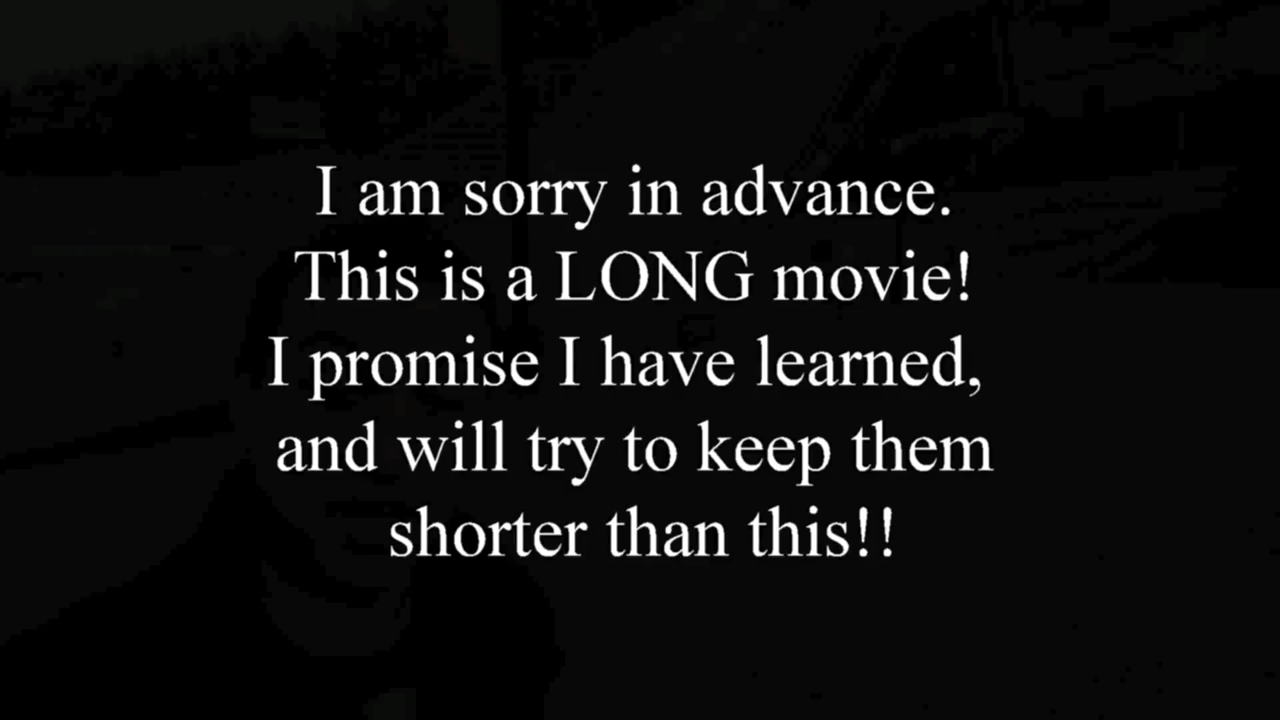 I am sorry in advance.
This is a LONG movie!
I promise I have learned,
and will try to keep them
shorter than this!!